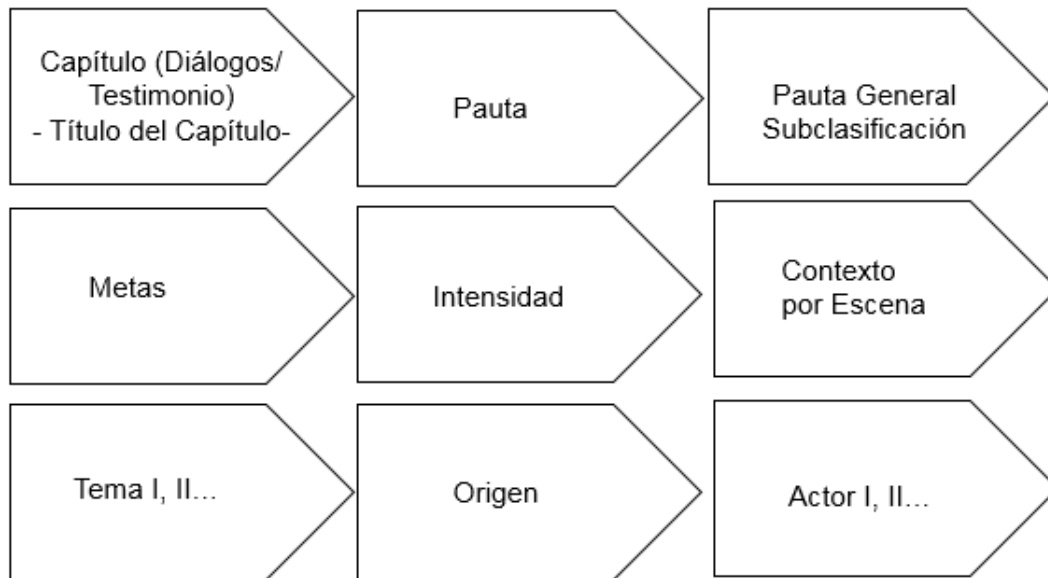 Capítulo (Diálogos/
Testimonio)
- Título del Capítulo-
Pauta
Pauta General
Subclasificación
Metas
Intensidad
Contexto
por Escena
Tema I, II...
Origen
Actor I, II...